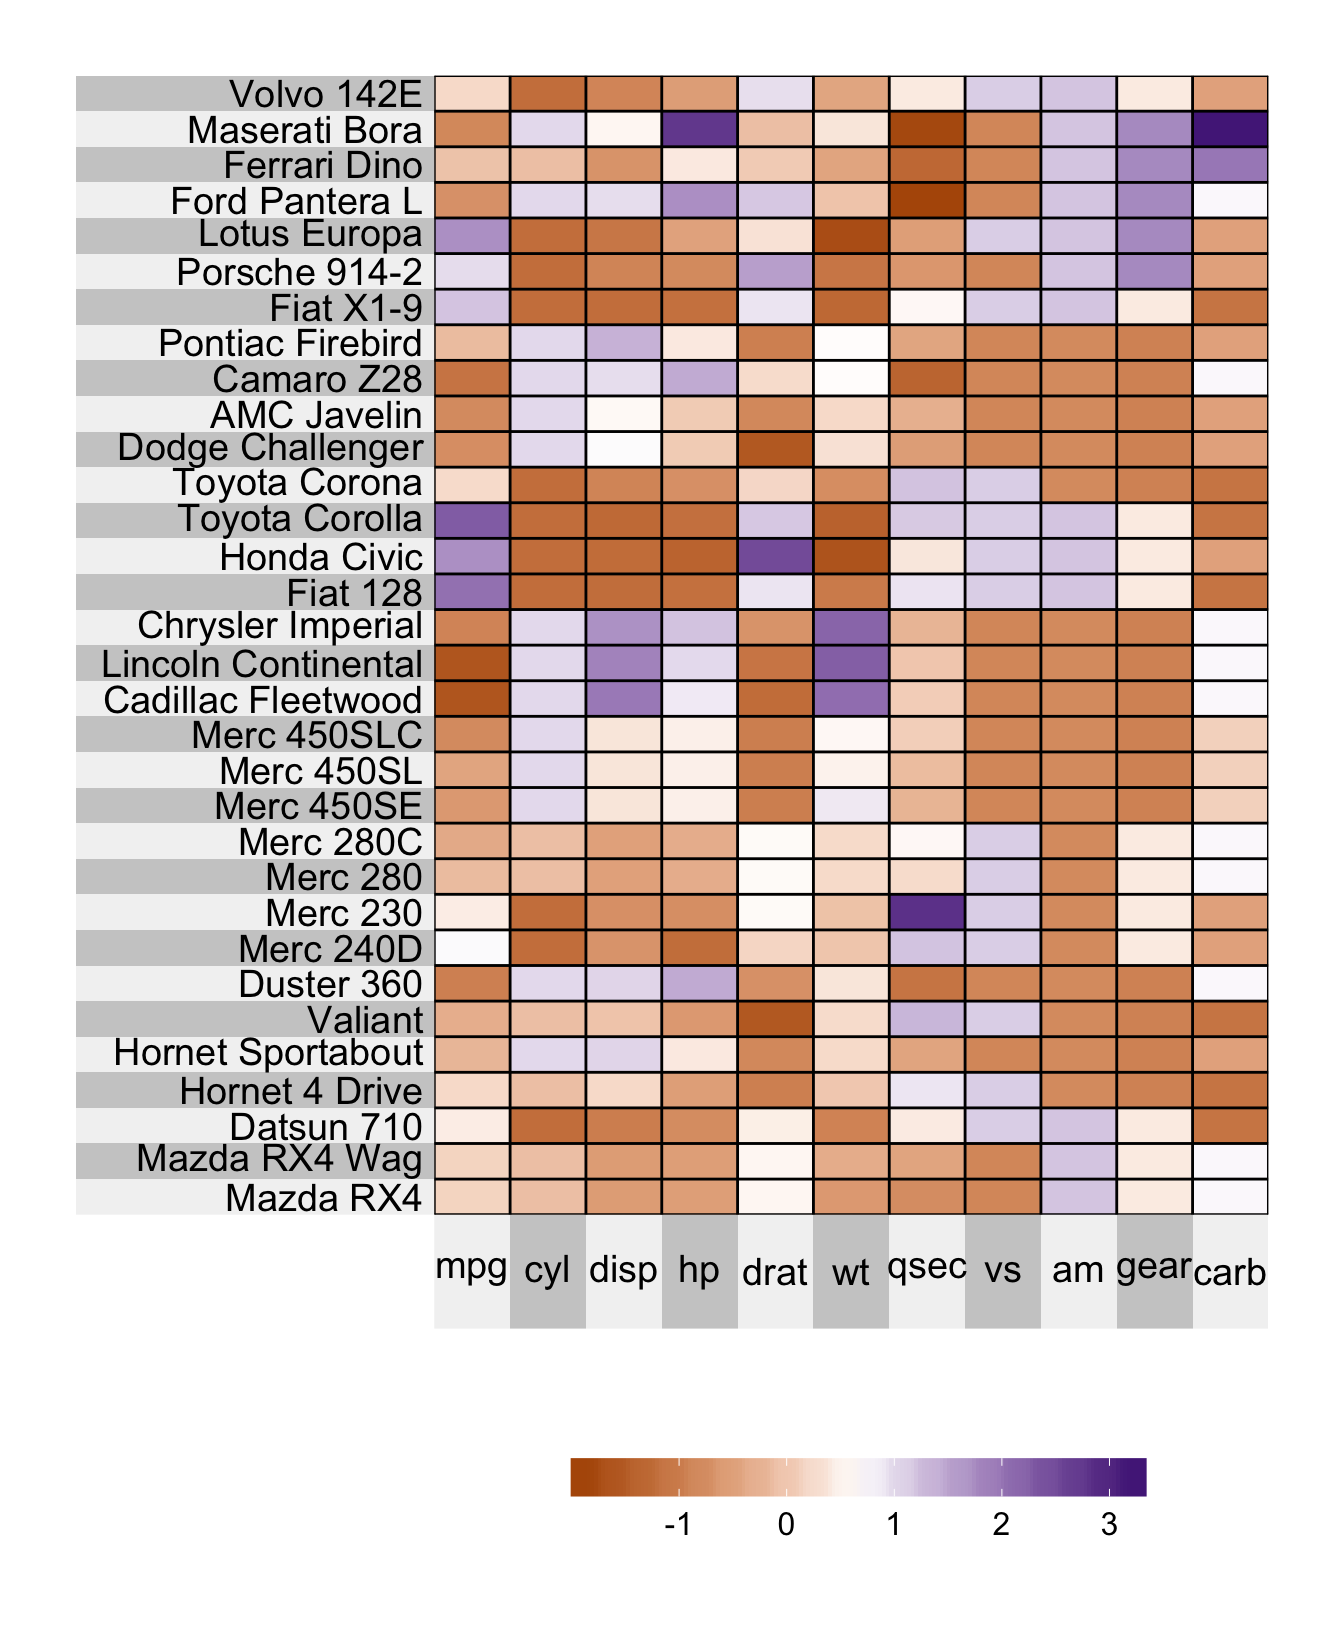 Volvo 142E
Maserati Bora
Ferrari Dino
Ford Pantera L
Lotus Europa
Porsche 914-2
Fiat X1-9
Pontiac Firebird
Camaro Z28
AMC Javelin
Dodge Challenger
Toyota Corona
Toyota Corolla
Honda Civic
Fiat 128
Chrysler Imperial
Lincoln Continental
Cadillac Fleetwood
Merc 450SLC
Merc 450SL
Merc 450SE
Merc 280C
Merc 280
Merc 230
Merc 240D
Duster 360
Valiant
Hornet Sportabout
Hornet 4 Drive
Datsun 710
Mazda RX4 Wag
Mazda RX4
mpg cyl disp hp drat wt qsec vs am gear carb
-1 0 1 2 3